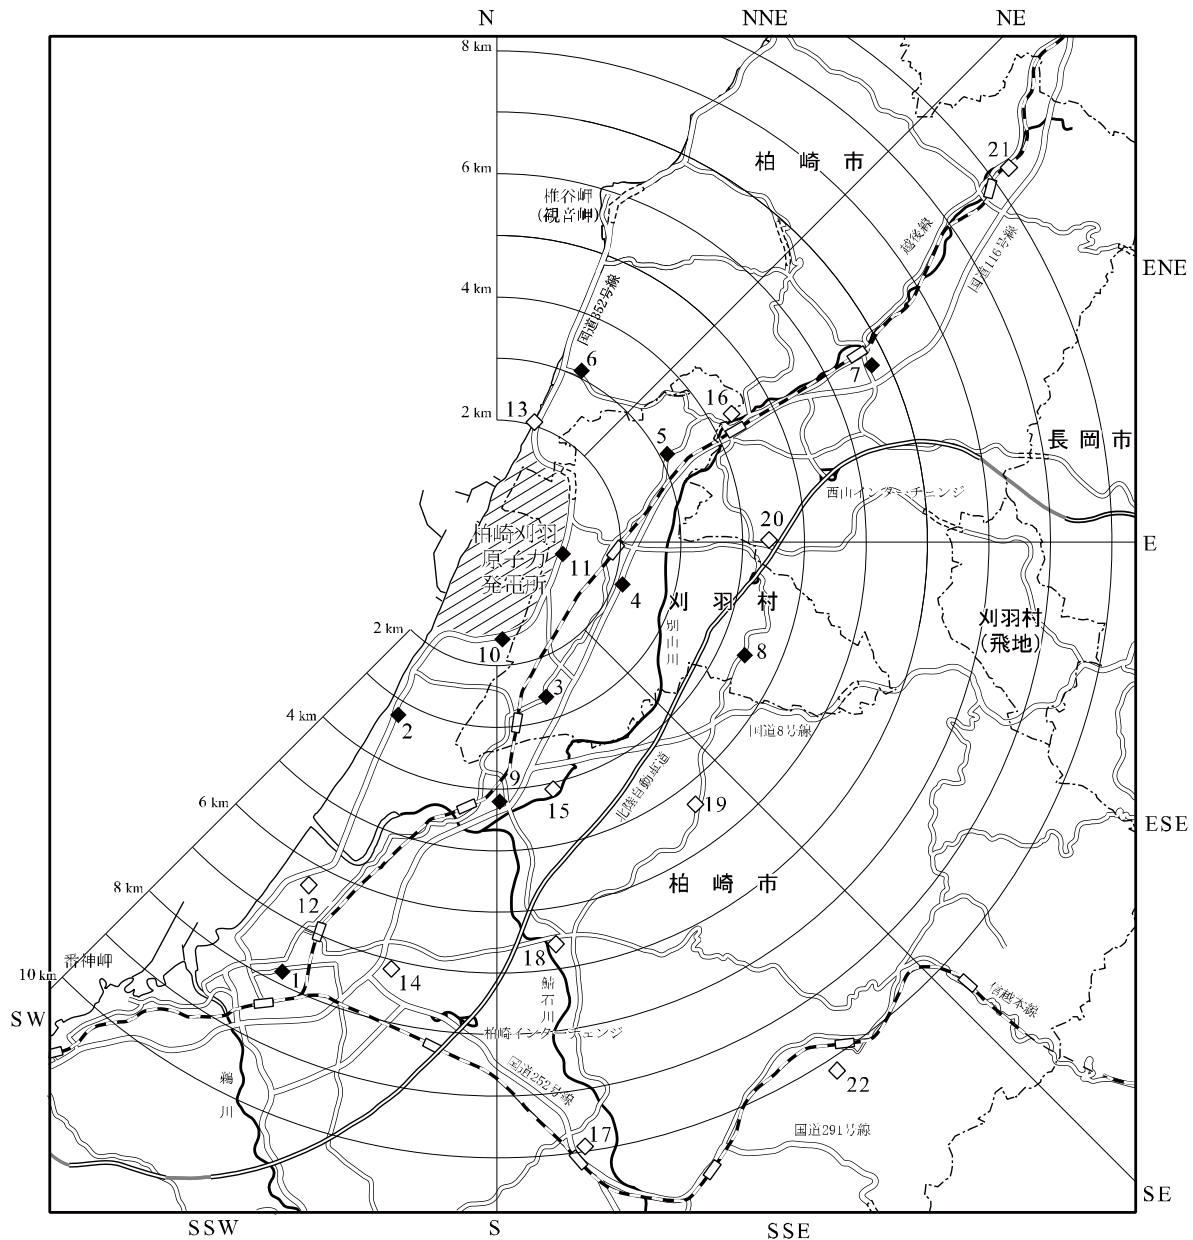 N
NNE
NE
8 km
21
柏崎市
6 km
椎谷岬
(観音岬)
越後線
国道116号線
ENE
4 km
国道352号線
6
7
2 km
13
16
5
長岡市
西山インターチェンジ
柏崎刈羽
原子力
発電所
20
E
11
4
刈羽村
刈羽村
(飛地)
別山川
2 km
10
8
3
4 km
2
国道8号線
北陸自動車道
9
6 km
15
19
ESE
柏崎市
8 km
12
18
番神岬
10 km
1
14
鯖石川
信越本線
SW
柏崎インターチェンジ
鵜川
国道252号線
22
17
国道291号線
SE
SSW
S
SSE